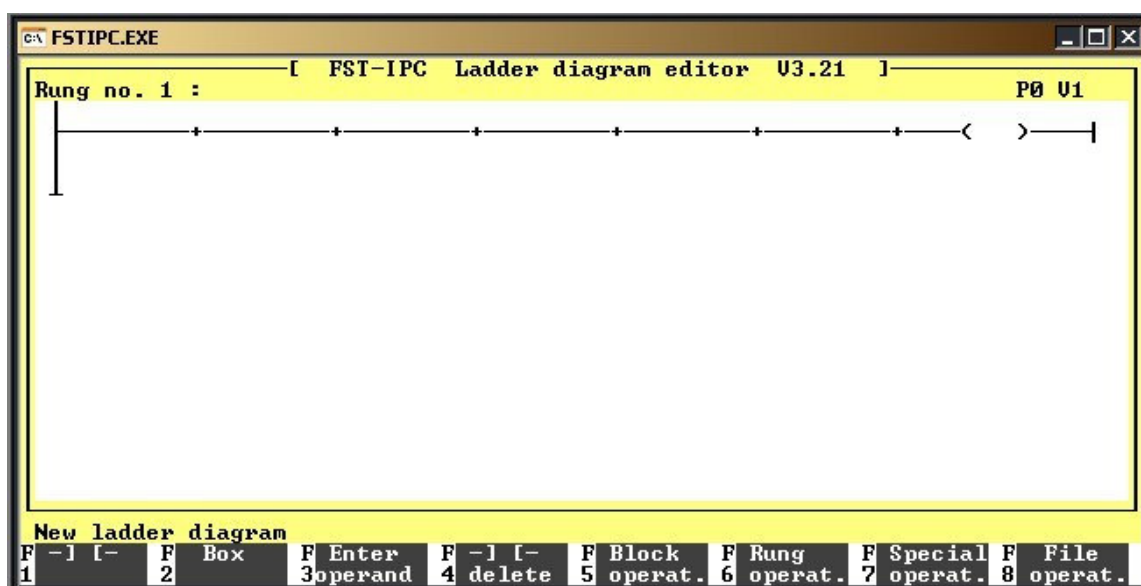 FSTIPC.EXE
[ FST-IPC Ladder diagram editor V3.21 ]
Rung no. 1 : P0 V1
New ladder diagram
F1 -] [- F2 Box F3 Enter operand F4 -] [- delete F5 Block operat. F6 Rung operat. F7 Special operat. F8 File operat.